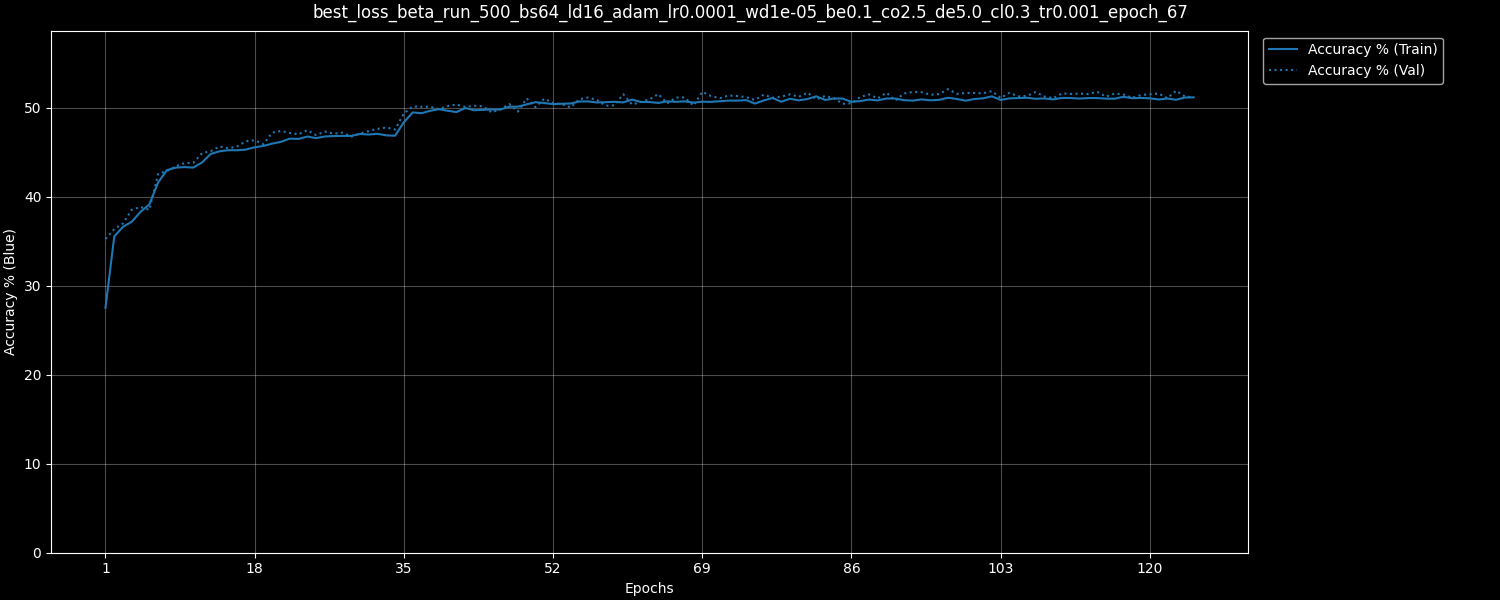 best_loss_beta_run_500_bs64_ld16_adam_lr0.0001_wd1e-05_be0.1_co2.5_de5.0_cl0.3_tr0.001_epoch_67
Accuracy % (Train)
Accuracy % (Val)
Accuracy % (Blue)
50
40
30
20
10
0
1 18 35 52 69 86 103 120
Epochs